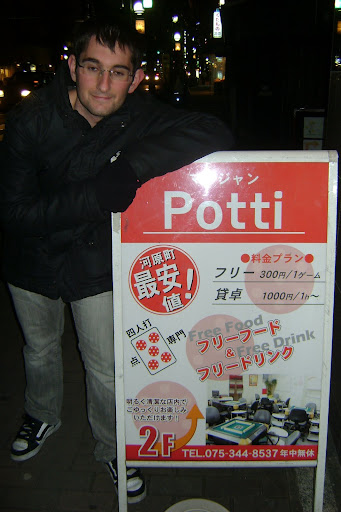 ジャン
Potti
河原町
最安
値!
●料金プラン●
フリー 300円/1ゲーム
貸卓 1000円/1h～
四人打
点
専門
Free Food
& Free Drink
フリーフード
&
フリードリンク
明るく清潔な店内で
ごゆっくりお楽しみ
いただけます!!
2F
TEL.075-344-8537 年中無休